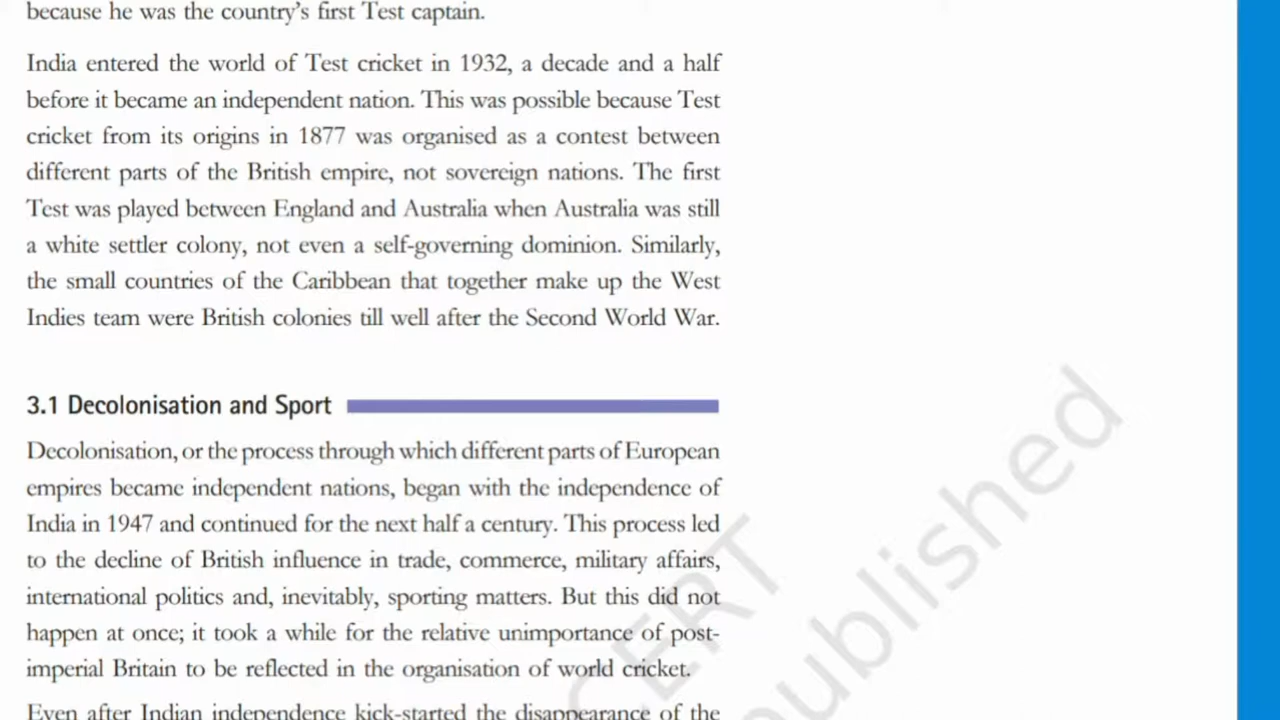 because he was the country's first Test captain.
India entered the world of Test cricket in 1932, a decade and a half
before it became an independent nation. This was possible because Test
cricket from its origins in 1877 was organised as a contest between
different parts of the British empire, not sovereign nations. The first
Test was played between England and Australia when Australia was still
a white settler colony, not even a self-governing dominion. Similarly,
the small countries of the Caribbean that together make up the West
Indies team were British colonies till well after the Second World War.
3.1 Decolonisation and Sport
Decolonisation, or the process through which different parts of European
empires became independent nations, began with the independence of
India in 1947 and continued for the next half a century. This process led
to the decline of British influence in trade, commerce, military affairs,
international politics and, inevitably, sporting matters. But this did not
happen at once; it took a while for the relative unimportance of post-
imperial Britain to be reflected in the organisation of world cricket.
Even after Indian independence kick-started the disappearance of the
CERT
published